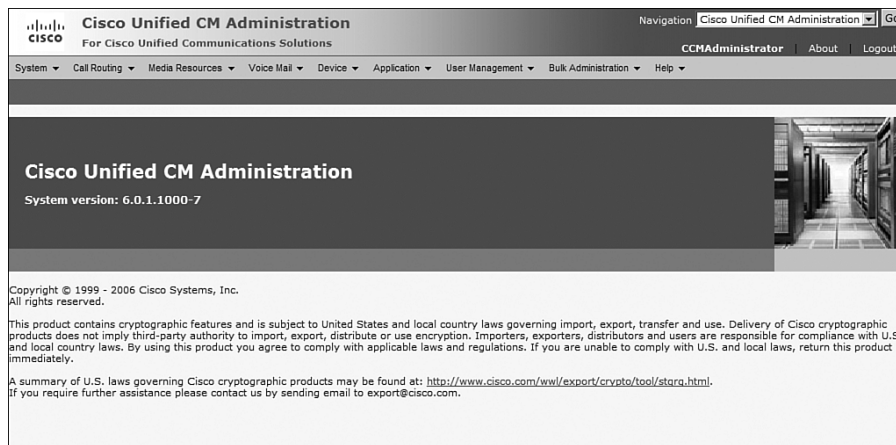 CISCO
Cisco Unified CM Administration
For Cisco Unified Communications Solutions
Navigation Cisco Unified CM Administration
CCMAdministrator | About | Logout
System Call Routing Media Resources Voice Mail Device Application User Management Bulk Administration Help
Cisco Unified CM Administration
System version: 6.0.1.1000-7
Copyright © 1999 - 2006 Cisco Systems, Inc.
All rights reserved.
This product contains cryptographic features and is subject to United States and local country laws governing import, export, transfer and use. Delivery of Cisco cryptographic
products does not imply third-party authority to import, export, distribute or use encryption. Importers, exporters, distributors and users are responsible for compliance with U.S
and local country laws. By using this product you agree to comply with applicable laws and regulations. If you are unable to comply with U.S. and local laws, return this product
immediately.
A summary of U.S. laws governing Cisco cryptographic products may be found at: http://www.cisco.com/wwl/export/crypto/tool/stqrg.html.
If you require further assistance please contact us by sending email to export@cisco.com.